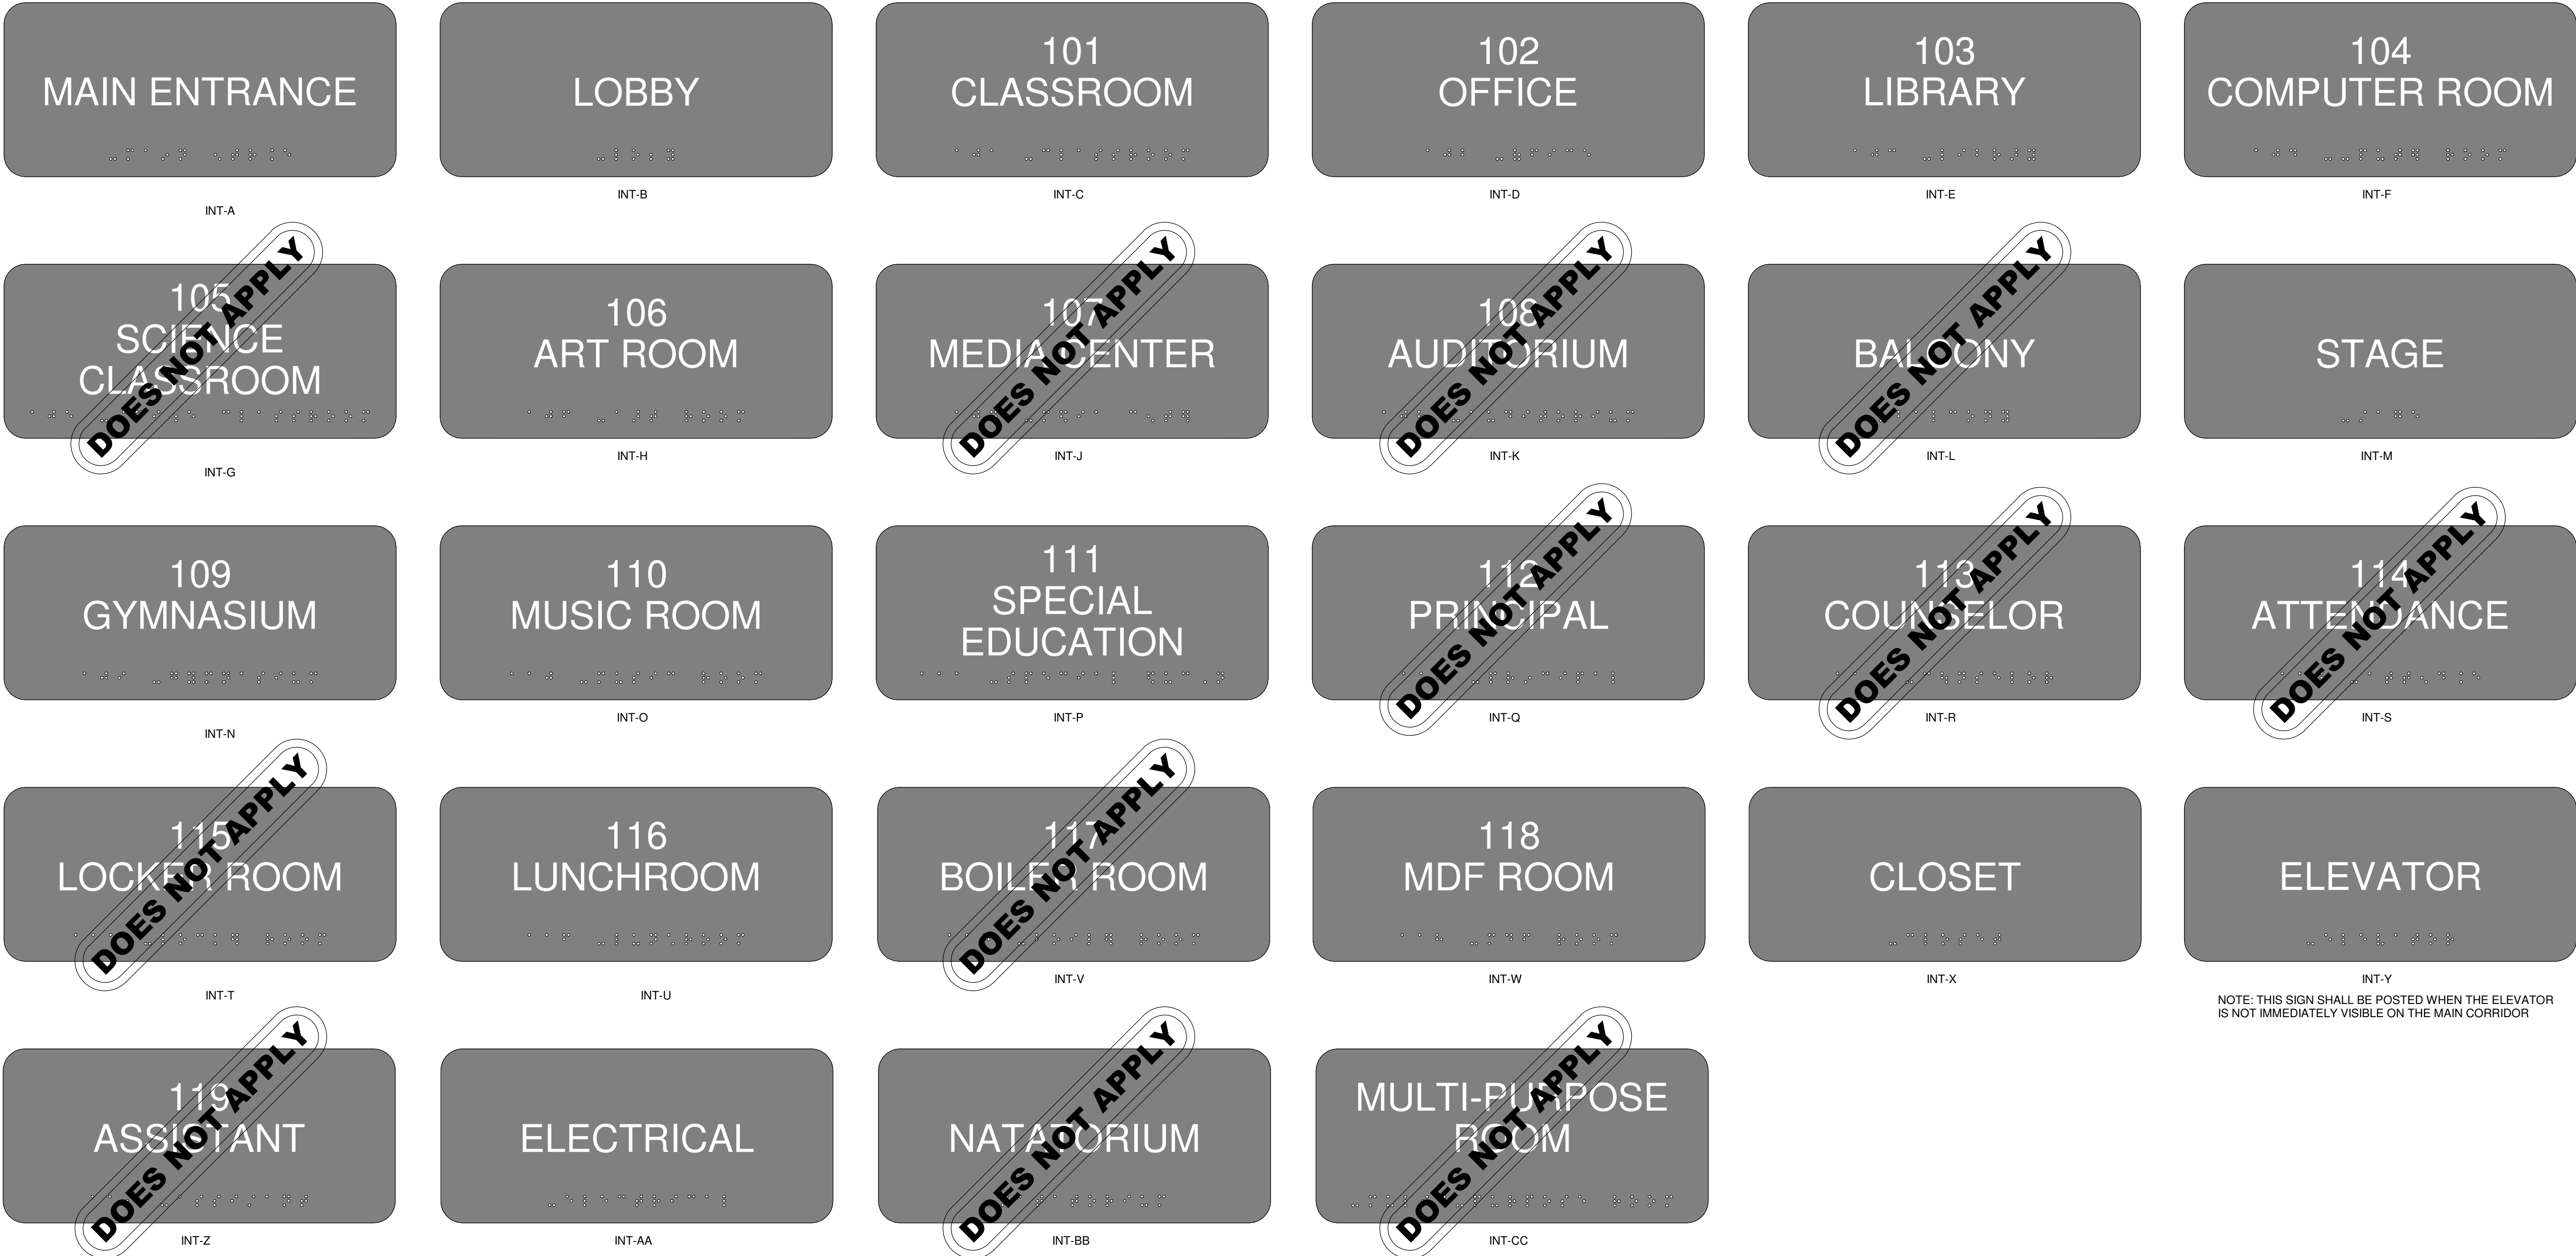 MAIN ENTRANCE
INT-A
LOBBY
INT-B
101
CLASSROOM
INT-C
102
OFFICE
INT-D
103
LIBRARY
INT-E
104
COMPUTER ROOM
INT-F
105
SCIENCE
CLASSROOM
DOES NOT APPLY
INT-G
106
ART ROOM
INT-H
107
MEDIA CENTER
DOES NOT APPLY
INT-J
108
AUDITORIUM
DOES NOT APPLY
INT-K
BALCONY
DOES NOT APPLY
INT-L
STAGE
INT-M
109
GYMNASIUM
INT-N
110
MUSIC ROOM
INT-O
111
SPECIAL
EDUCATION
INT-P
112
PRINCIPAL
DOES NOT APPLY
INT-Q
113
COUNSELOR
DOES NOT APPLY
INT-R
114
ATTENDANCE
DOES NOT APPLY
INT-S
115
LOCKER ROOM
DOES NOT APPLY
INT-T
116
LUNCHROOM
INT-U
117
BOILER ROOM
DOES NOT APPLY
INT-V
118
MDF ROOM
INT-W
CLOSET
INT-X
ELEVATOR
INT-Y
NOTE: THIS SIGN SHALL BE POSTED WHEN THE ELEVATOR
IS NOT IMMEDIATELY VISIBLE ON THE MAIN CORRIDOR
119
ASSISTANT
DOES NOT APPLY
INT-Z
ELECTRICAL
INT-AA
NATATORIUM
DOES NOT APPLY
INT-BB
MULTI-PURPOSE
ROOM
DOES NOT APPLY
INT-CC